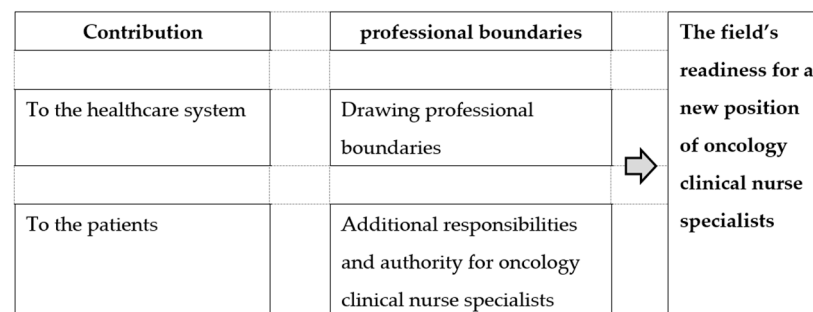 Contribution
professional boundaries
To the healthcare system
Drawing professional
boundaries
To the patients
Additional responsibilities
and authority for oncology
clinical nurse specialists
The field's
readiness for a
new position
of oncology
clinical nurse
specialists